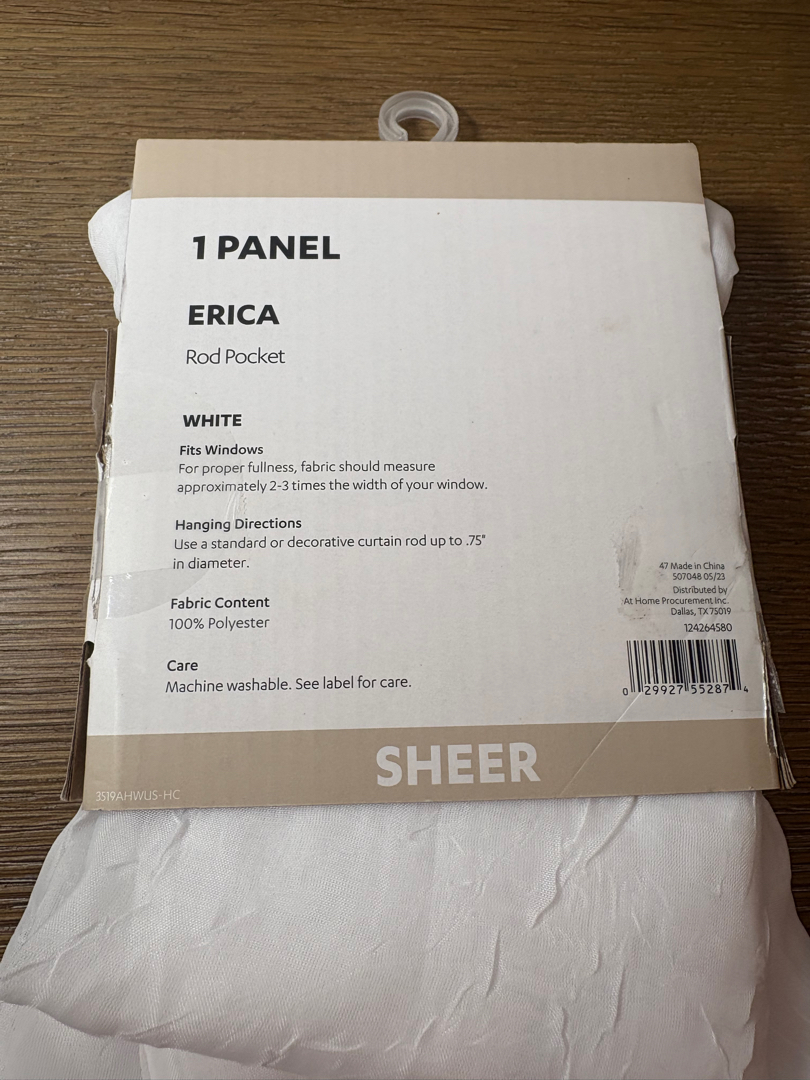 1 PANEL
ERICA
Rod Pocket
WHITE
Fits Windows
For proper fullness, fabric should measure
approximately 2-3 times the width of your window.
Hanging Directions
Use a standard or decorative curtain rod up to .75"
in diameter.
Fabric Content
100% Polyester
Care
Machine washable. See label for care.
47 Made in China
507048 05/23
Distributed by
At Home Procurement Inc.
Dallas, TX 75019
124264580
0 29927 55287 4
SHEER
3519AHWUS-HC